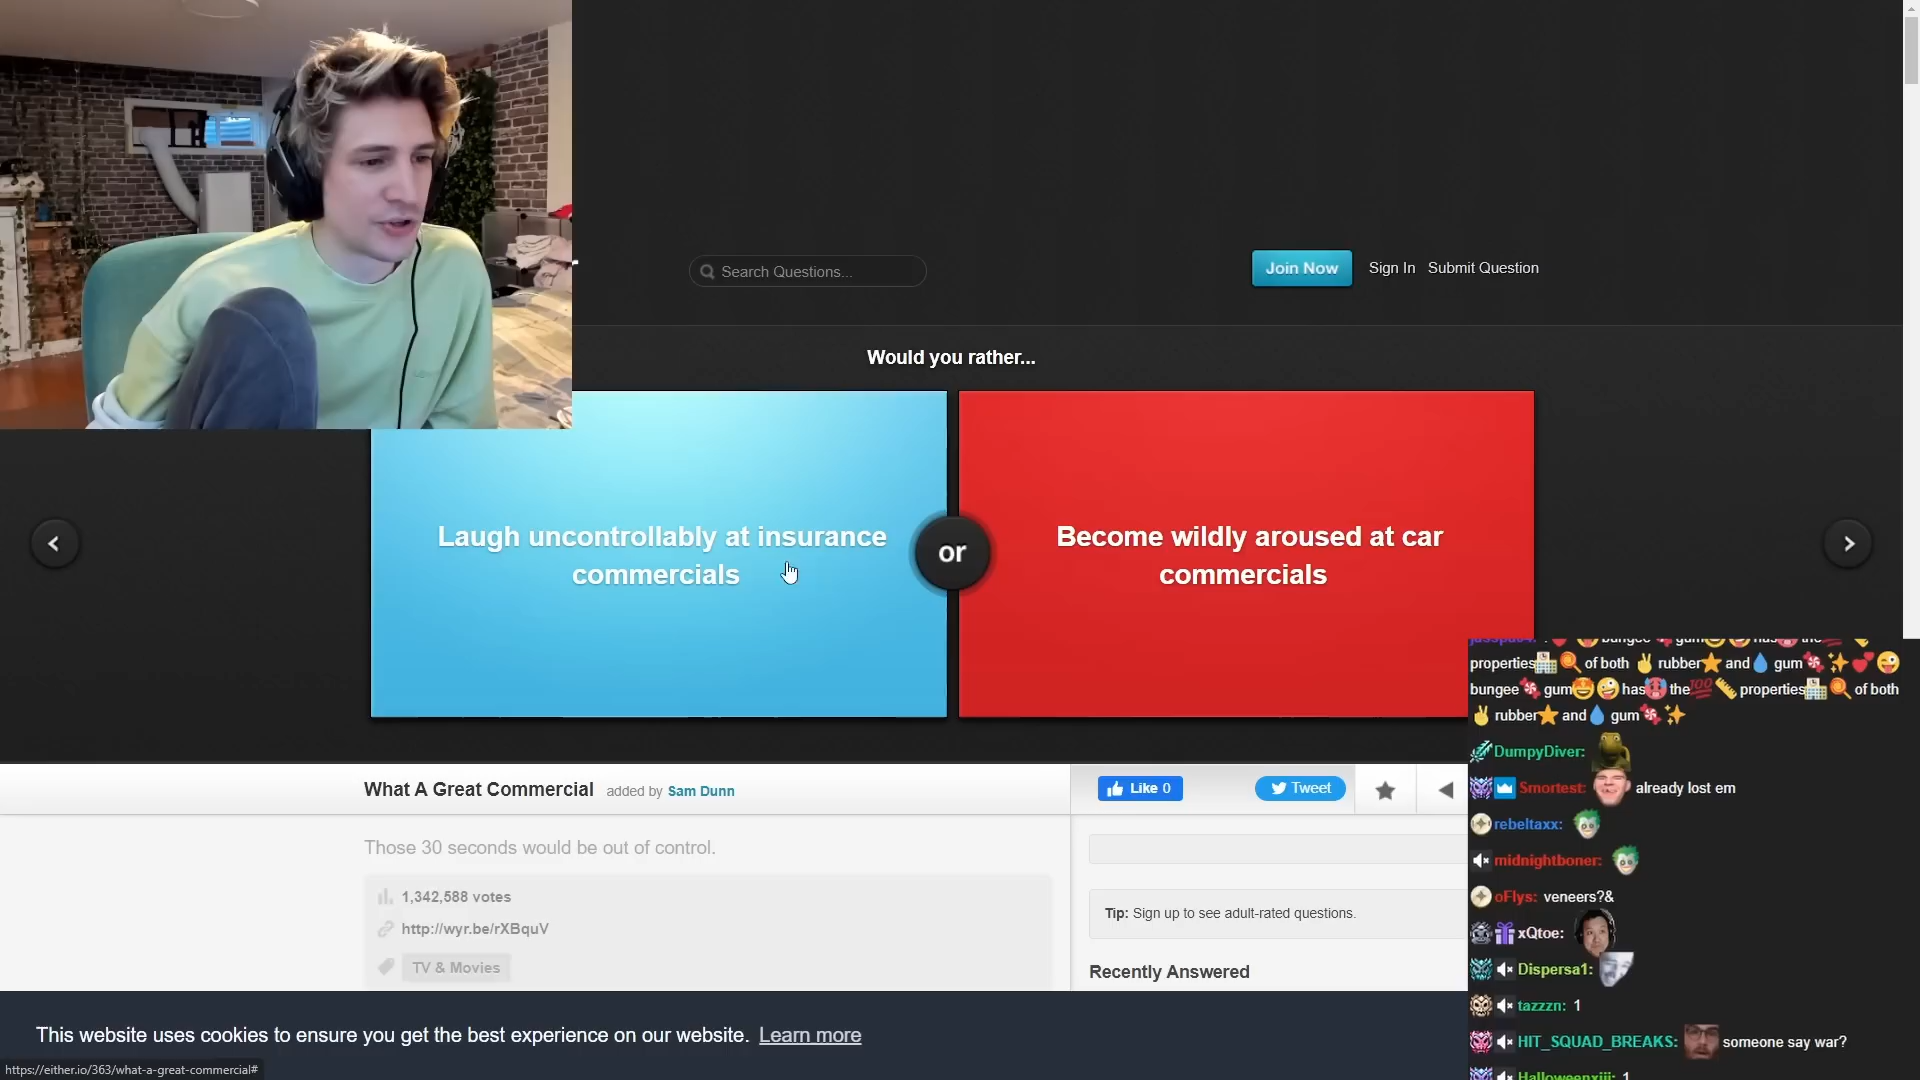 Search Questions...
Join Now
Sign In
Submit Question
Would you rather...
Laugh uncontrollably at insurance
commercials
or
Become wildly aroused at car
commercials
What A Great Commercial added by Sam Dunn
Like 0
Tweet
Those 30 seconds would be out of control.
1,342,588 votes
http://wyr.be/rXBquV
TV & Movies
Tip: Sign up to see adult-rated questions.
Recently Answered
This website uses cookies to ensure you get the best experience on our website. Learn more
https://either.io/363/what-a-great-commercial#
properties🏫🍭 of both ✌ rubber⭐ and💧 gum🍬✨💕😜
bungee🍬 gum🤩🤪has🥵the💯📏properties🏫🍭 of both
✌ rubber⭐ and💧 gum🍬✨
DumpyDiver:
Smortest: already lost em
rebeltaxx:
midnightboner:
oFlys: veneers?&
xQtoe:
Dispersa1:
tazzzn: 1
HIT_SQUAD_BREAKS: someone say war?
Halloweenxiii: 1